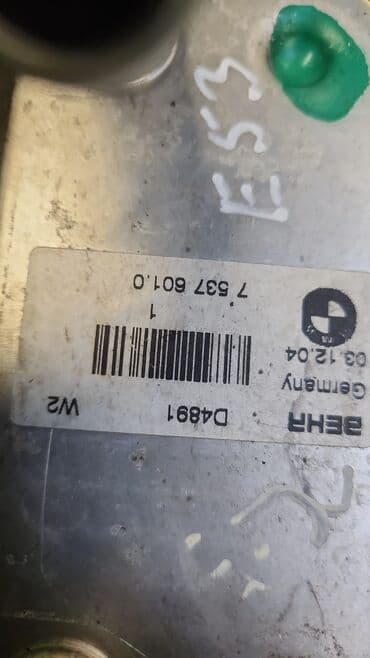 E53
BEHR D4891 W2
Germany
03.12.04
1
7 537 601.0